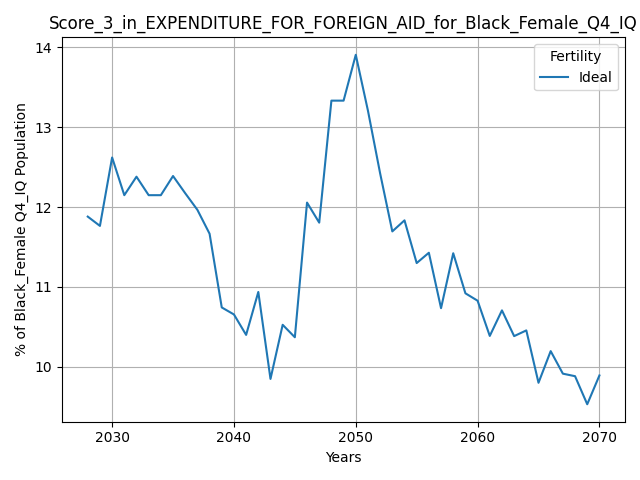 Score_3_in_EXPENDITURE_FOR_FOREIGN_AID_for_Black_Female_Q4_IQ
Fertility
Ideal
14
13
12
11
10
% of Black_Female Q4_IQ Population
2030 2040 2050 2060 2070
Years